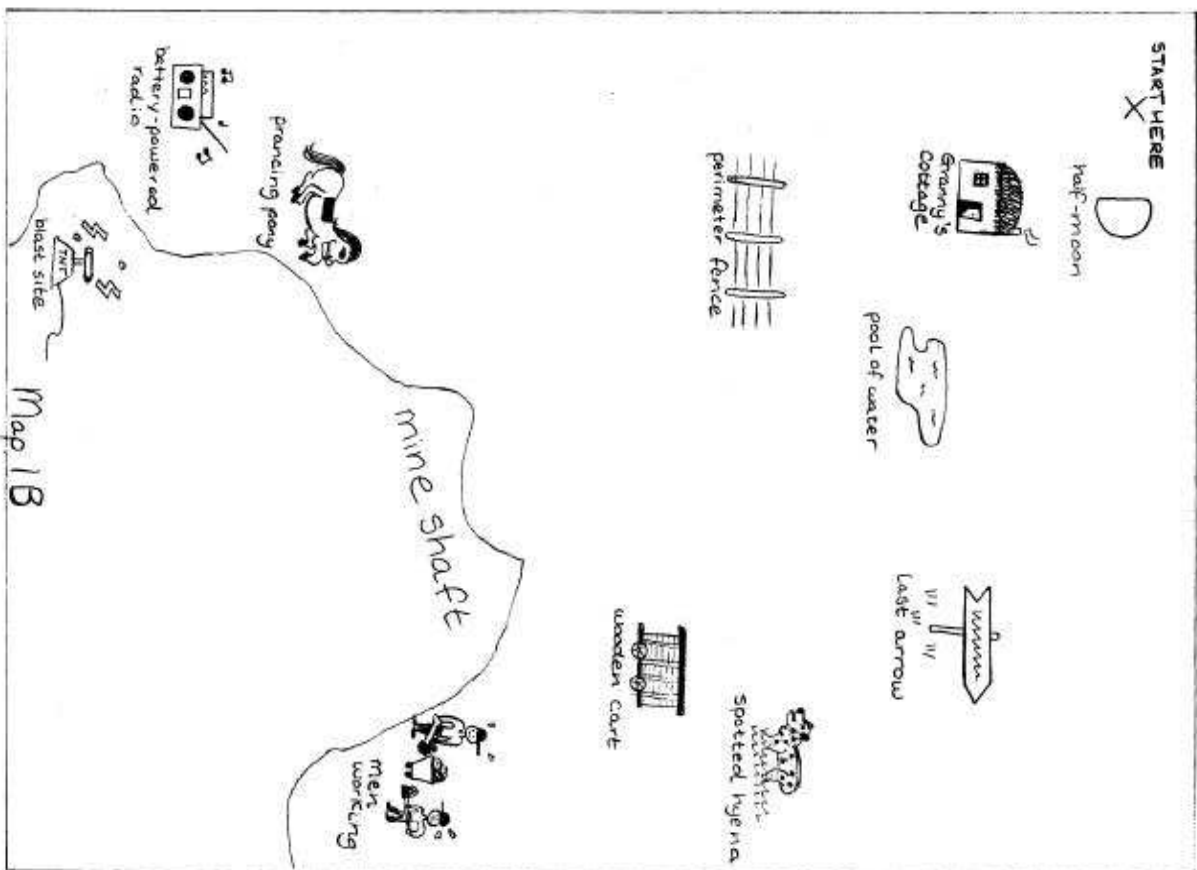 START HERE
X
half-moon
Granny's
Cottage
pool of water
perimeter fence
Last arrow
spotted hyena
wooden cart
men
working
mine shaft
prancing pony
battery-powered
radio
TNT
blast site
Map 1B